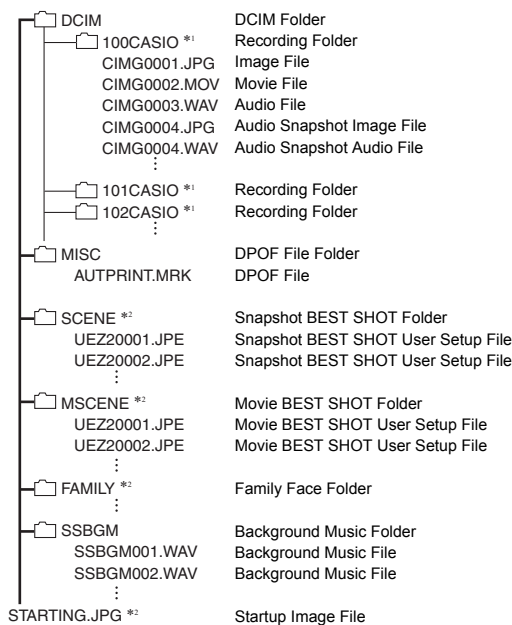 DCIM DCIM Folder
100CASIO *1 Recording Folder
CIMG0001.JPG Image File
CIMG0002.MOV Movie File
CIMG0003.WAV Audio File
CIMG0004.JPG Audio Snapshot Image File
CIMG0004.WAV Audio Snapshot Audio File
101CASIO *1 Recording Folder
102CASIO *1 Recording Folder
MISC DPOF File Folder
AUTPRINT.MRK DPOF File
SCENE *2 Snapshot BEST SHOT Folder
UEZ20001.JPE Snapshot BEST SHOT User Setup File
UEZ20002.JPE Snapshot BEST SHOT User Setup File
MSCENE *2 Movie BEST SHOT Folder
UEZ20001.JPE Movie BEST SHOT User Setup File
UEZ20002.JPE Movie BEST SHOT User Setup File
FAMILY *2 Family Face Folder
SSBGM Background Music Folder
SSBGM001.WAV Background Music File
SSBGM002.WAV Background Music File
STARTING.JPG *2 Startup Image File